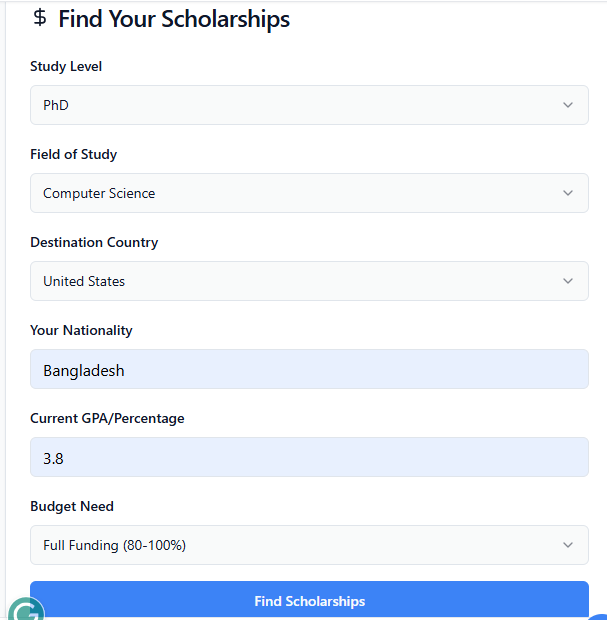 $ Find Your Scholarships
Study Level
PhD
Field of Study
Computer Science
Destination Country
United States
Your Nationality
Bangladesh
Current GPA/Percentage
3.8
Budget Need
Full Funding (80-100%)
Find Scholarships